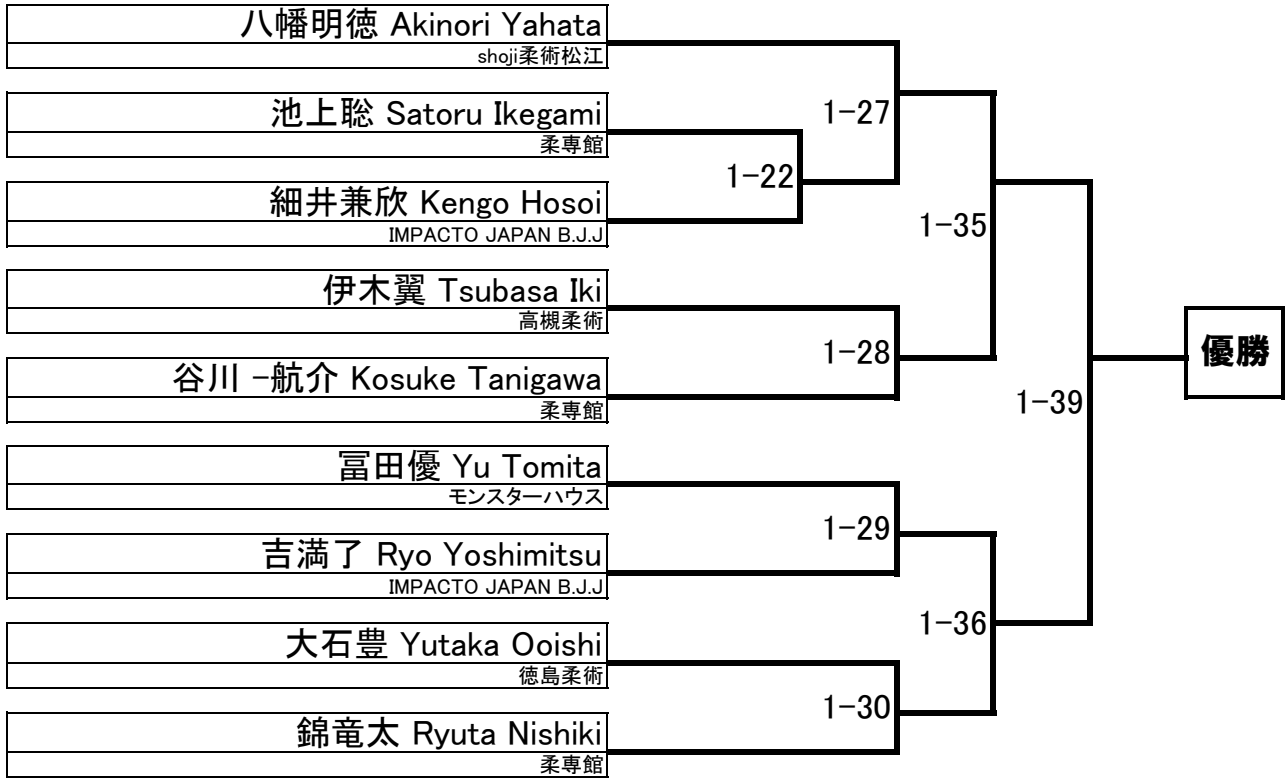 八幡明徳 Akinori Yahata
shoji柔術松江
池上聡 Satoru Ikegami
柔専館
細井兼欣 Kengo Hosoi
IMPACTO JAPAN B.J.J
伊木翼 Tsubasa Iki
高槻柔術
谷川 −航介 Kosuke Tanigawa
柔専館
冨田優 Yu Tomita
モンスターハウス
吉満了 Ryo Yoshimitsu
IMPACTO JAPAN B.J.J
大石豊 Yutaka Ooishi
徳島柔術
錦竜太 Ryuta Nishiki
柔専館
1−22
1−27
1−28
1−29
1−30
1−35
1−36
1−39
優勝